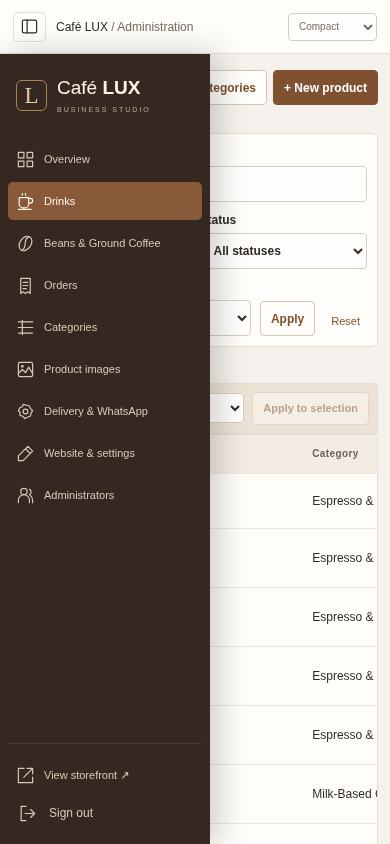 Café LUX / Administration
Compact
L
Café LUX
BUSINESS STUDIO
Overview
Drinks
Beans & Ground Coffee
Orders
Categories
Product images
Delivery & WhatsApp
Website & settings
Administrators
View storefront ↗
Sign out
tegories
+ New product
tatus
All statuses
Apply
Reset
Apply to selection
Category
Espresso &
Espresso &
Espresso &
Espresso &
Espresso &
Milk-Based